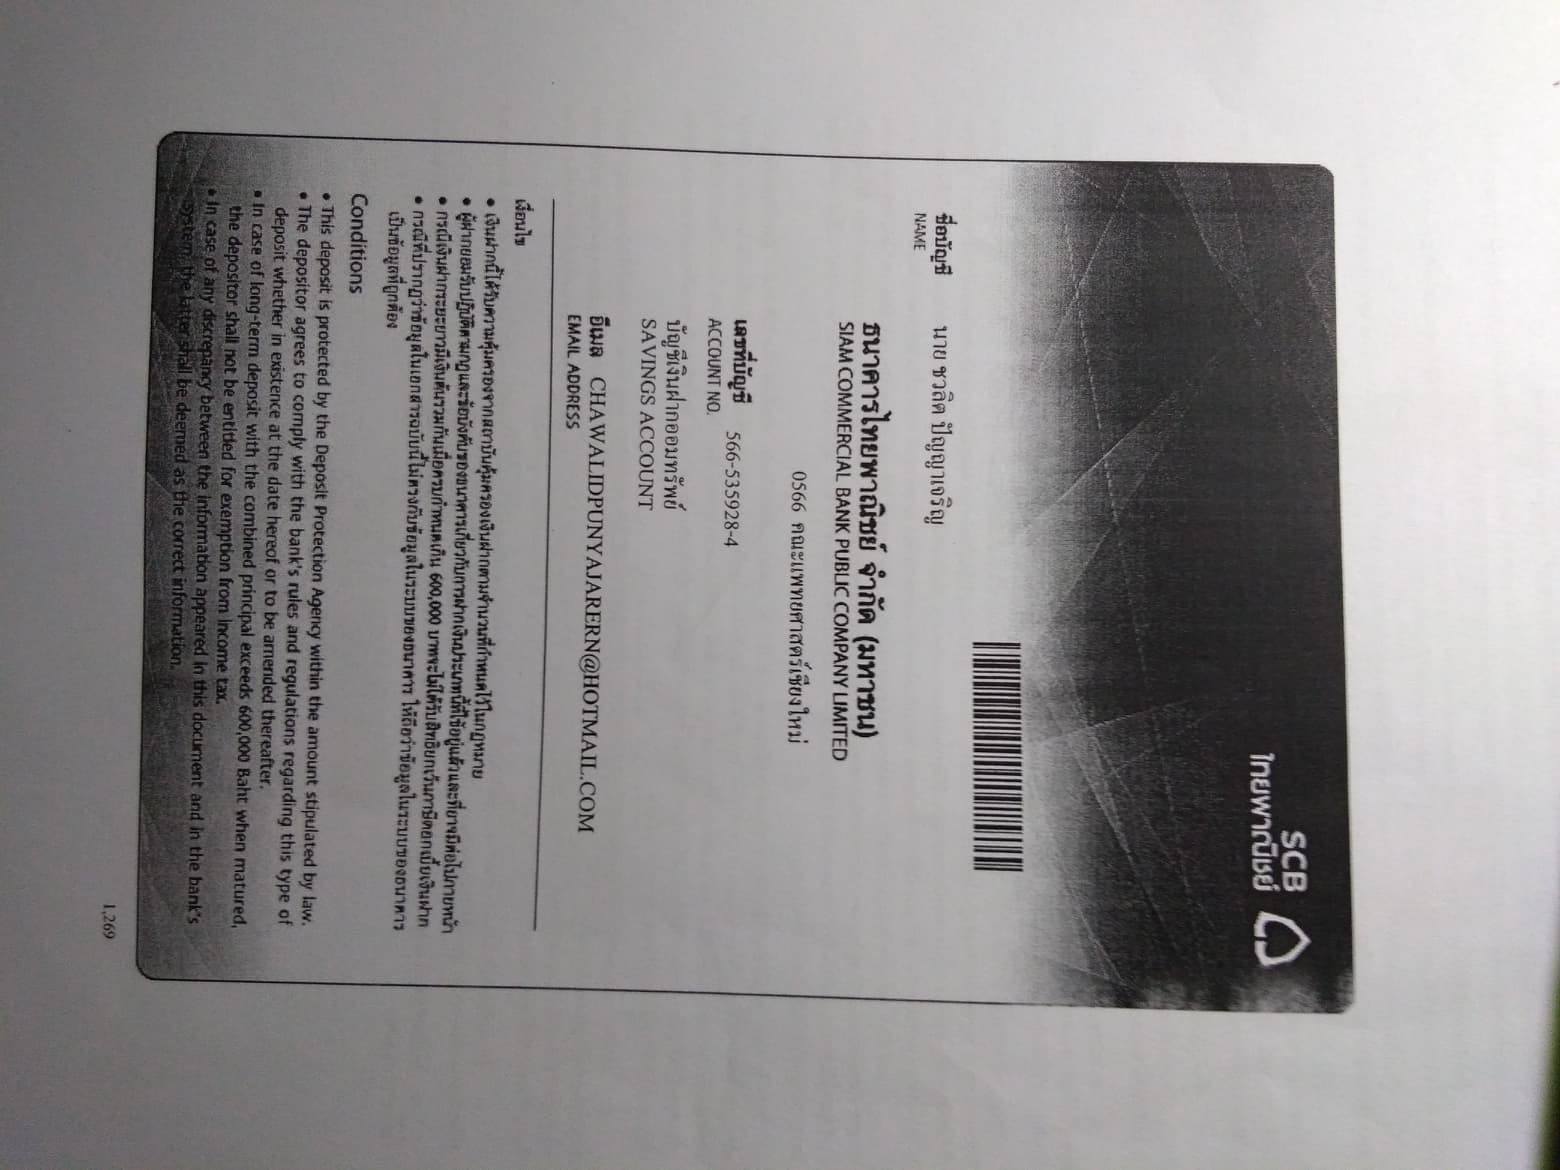 SCB
ไทยพาณิชย์
ชื่อบัญชี นาย ชวลิต ปัญญาเจริญ
NAME
ธนาคารไทยพาณิชย์ จำกัด (มหาชน)
SIAM COMMERCIAL BANK PUBLIC COMPANY LIMITED
0566 คณะแพทยศาสตร์เชียงใหม่
เลขที่บัญชี 566-535928-4
ACCOUNT NO.
บัญชีเงินฝากออมทรัพย์
SAVINGS ACCOUNT
อีเมล CHAWALIDPUNYAJARERN@HOTMAIL.COM
EMAIL ADDRESS
เงื่อนไข
• เงินฝากนี้ได้รับความคุ้มครองจากสถาบันคุ้มครองเงินฝากตามจำนวนที่กำหนดไว้ในกฎหมาย
• ผู้ฝากยอมรับปฏิบัติตามกฎและข้อบังคับของธนาคารเกี่ยวกับการฝากเงินประเภทนี้ที่ใช้อยู่แล้วและที่อาจมีต่อไปภายหน้า
• กรณีเงินฝากระยะยาวมีเงินต้นรวมกันเมื่อครบกำหนดเกิน 600,000 บาทจะไม่ได้รับสิทธิยกเว้นภาษีดอกเบี้ยเงินฝาก
• กรณีที่ปรากฏว่าข้อมูลในเอกสารฉบับนี้ไม่ตรงกับข้อมูลในระบบของธนาคาร ให้ถือว่าข้อมูลในระบบของธนาคาร
เป็นข้อมูลที่ถูกต้อง
Conditions
• This deposit is protected by the Deposit Protection Agency within the amount stipulated by law.
• The depositor agrees to comply with the bank's rules and regulations regarding this type of
deposit whether in existence at the date hereof or to be amended thereafter.
• In case of long-term deposit with the combined principal exceeds 600,000 Baht when matured,
the depositor shall not be entitled for exemption from income tax.
• In case of any discrepancy between the information appeared in this document and in the bank's
system, the latter shall be deemed as the correct information.
1,269